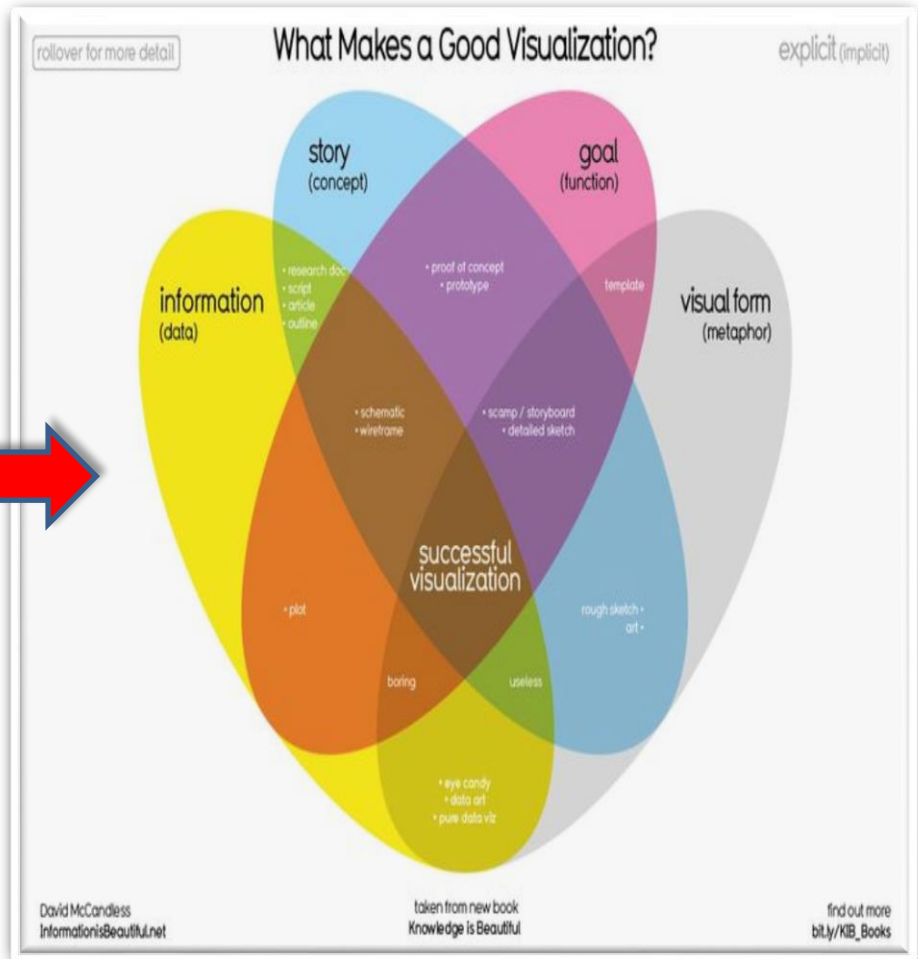 rollover for more detail
What Makes a Good Visualization?
explicit (implicit)
story
(concept)
goal
(function)
information
(data)
visual form
(metaphor)
• research doc
• script
• article
• outline
• proof of concept
• prototype
template
• schematic
• wireframe
• scamp / storyboard
• detailed sketch
successful
visualization
• plot
rough sketch •
art •
boring
useless
• eye candy
• data art
• pure data viz
David McCandless
InformationisBeautiful.net
taken from new book
Knowledge is Beautiful
find out more
bit.ly/KIB_Books